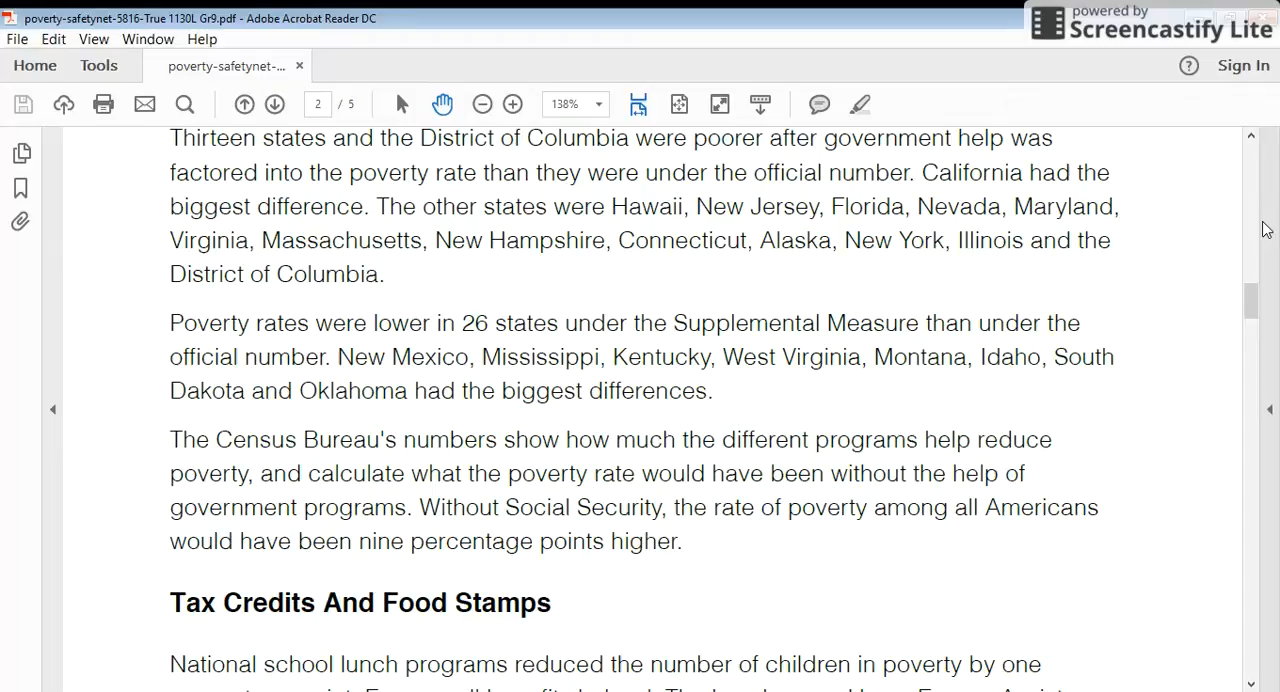 poverty-safetynet-5816-True 1130L Gr9.pdf - Adobe Acrobat Reader DC
powered by
Screencastify Lite
File Edit View Window Help
Home Tools poverty-safetynet-... × ? Sign In
2 / 5 138%
Thirteen states and the District of Columbia were poorer after government help was
factored into the poverty rate than they were under the official number. California had the
biggest difference. The other states were Hawaii, New Jersey, Florida, Nevada, Maryland,
Virginia, Massachusetts, New Hampshire, Connecticut, Alaska, New York, Illinois and the
District of Columbia.
Poverty rates were lower in 26 states under the Supplemental Measure than under the
official number. New Mexico, Mississippi, Kentucky, West Virginia, Montana, Idaho, South
Dakota and Oklahoma had the biggest differences.
The Census Bureau's numbers show how much the different programs help reduce
poverty, and calculate what the poverty rate would have been without the help of
government programs. Without Social Security, the rate of poverty among all Americans
would have been nine percentage points higher.
Tax Credits And Food Stamps
National school lunch programs reduced the number of children in poverty by one